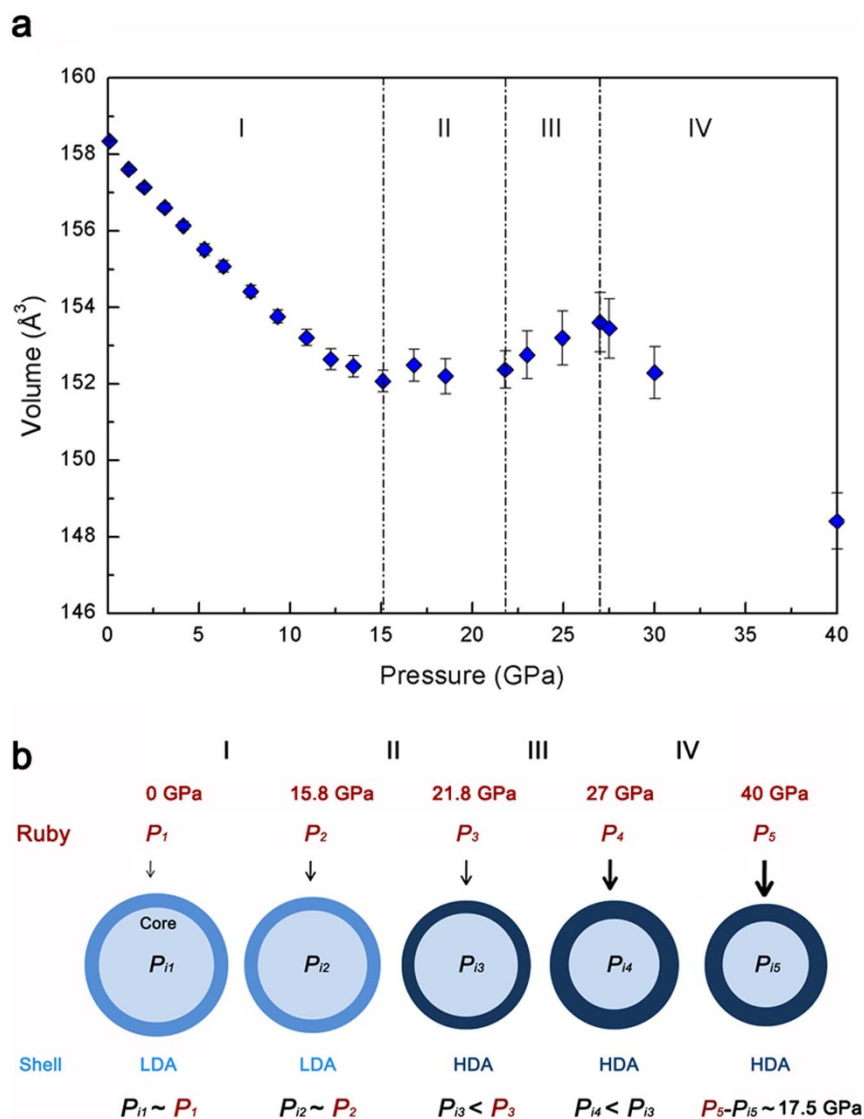 a
160
158
156
154
152
150
148
146
I II III IV
Volume (Å³)
0 5 10 15 20 25 30 35 40
Pressure (GPa)
b
I II III IV
0 GPa 15.8 GPa 21.8 GPa 27 GPa 40 GPa
Ruby P₁ P₂ P₃ P₄ P₅
Core
Pi1 Pi2 Pi3 Pi4 Pi5
Shell LDA LDA HDA HDA HDA
Pi1 ~ P₁ Pi2 ~ P₂ Pi3 < P₃ Pi4 < Pi3 P₅-Pi5 ~ 17.5 GPa